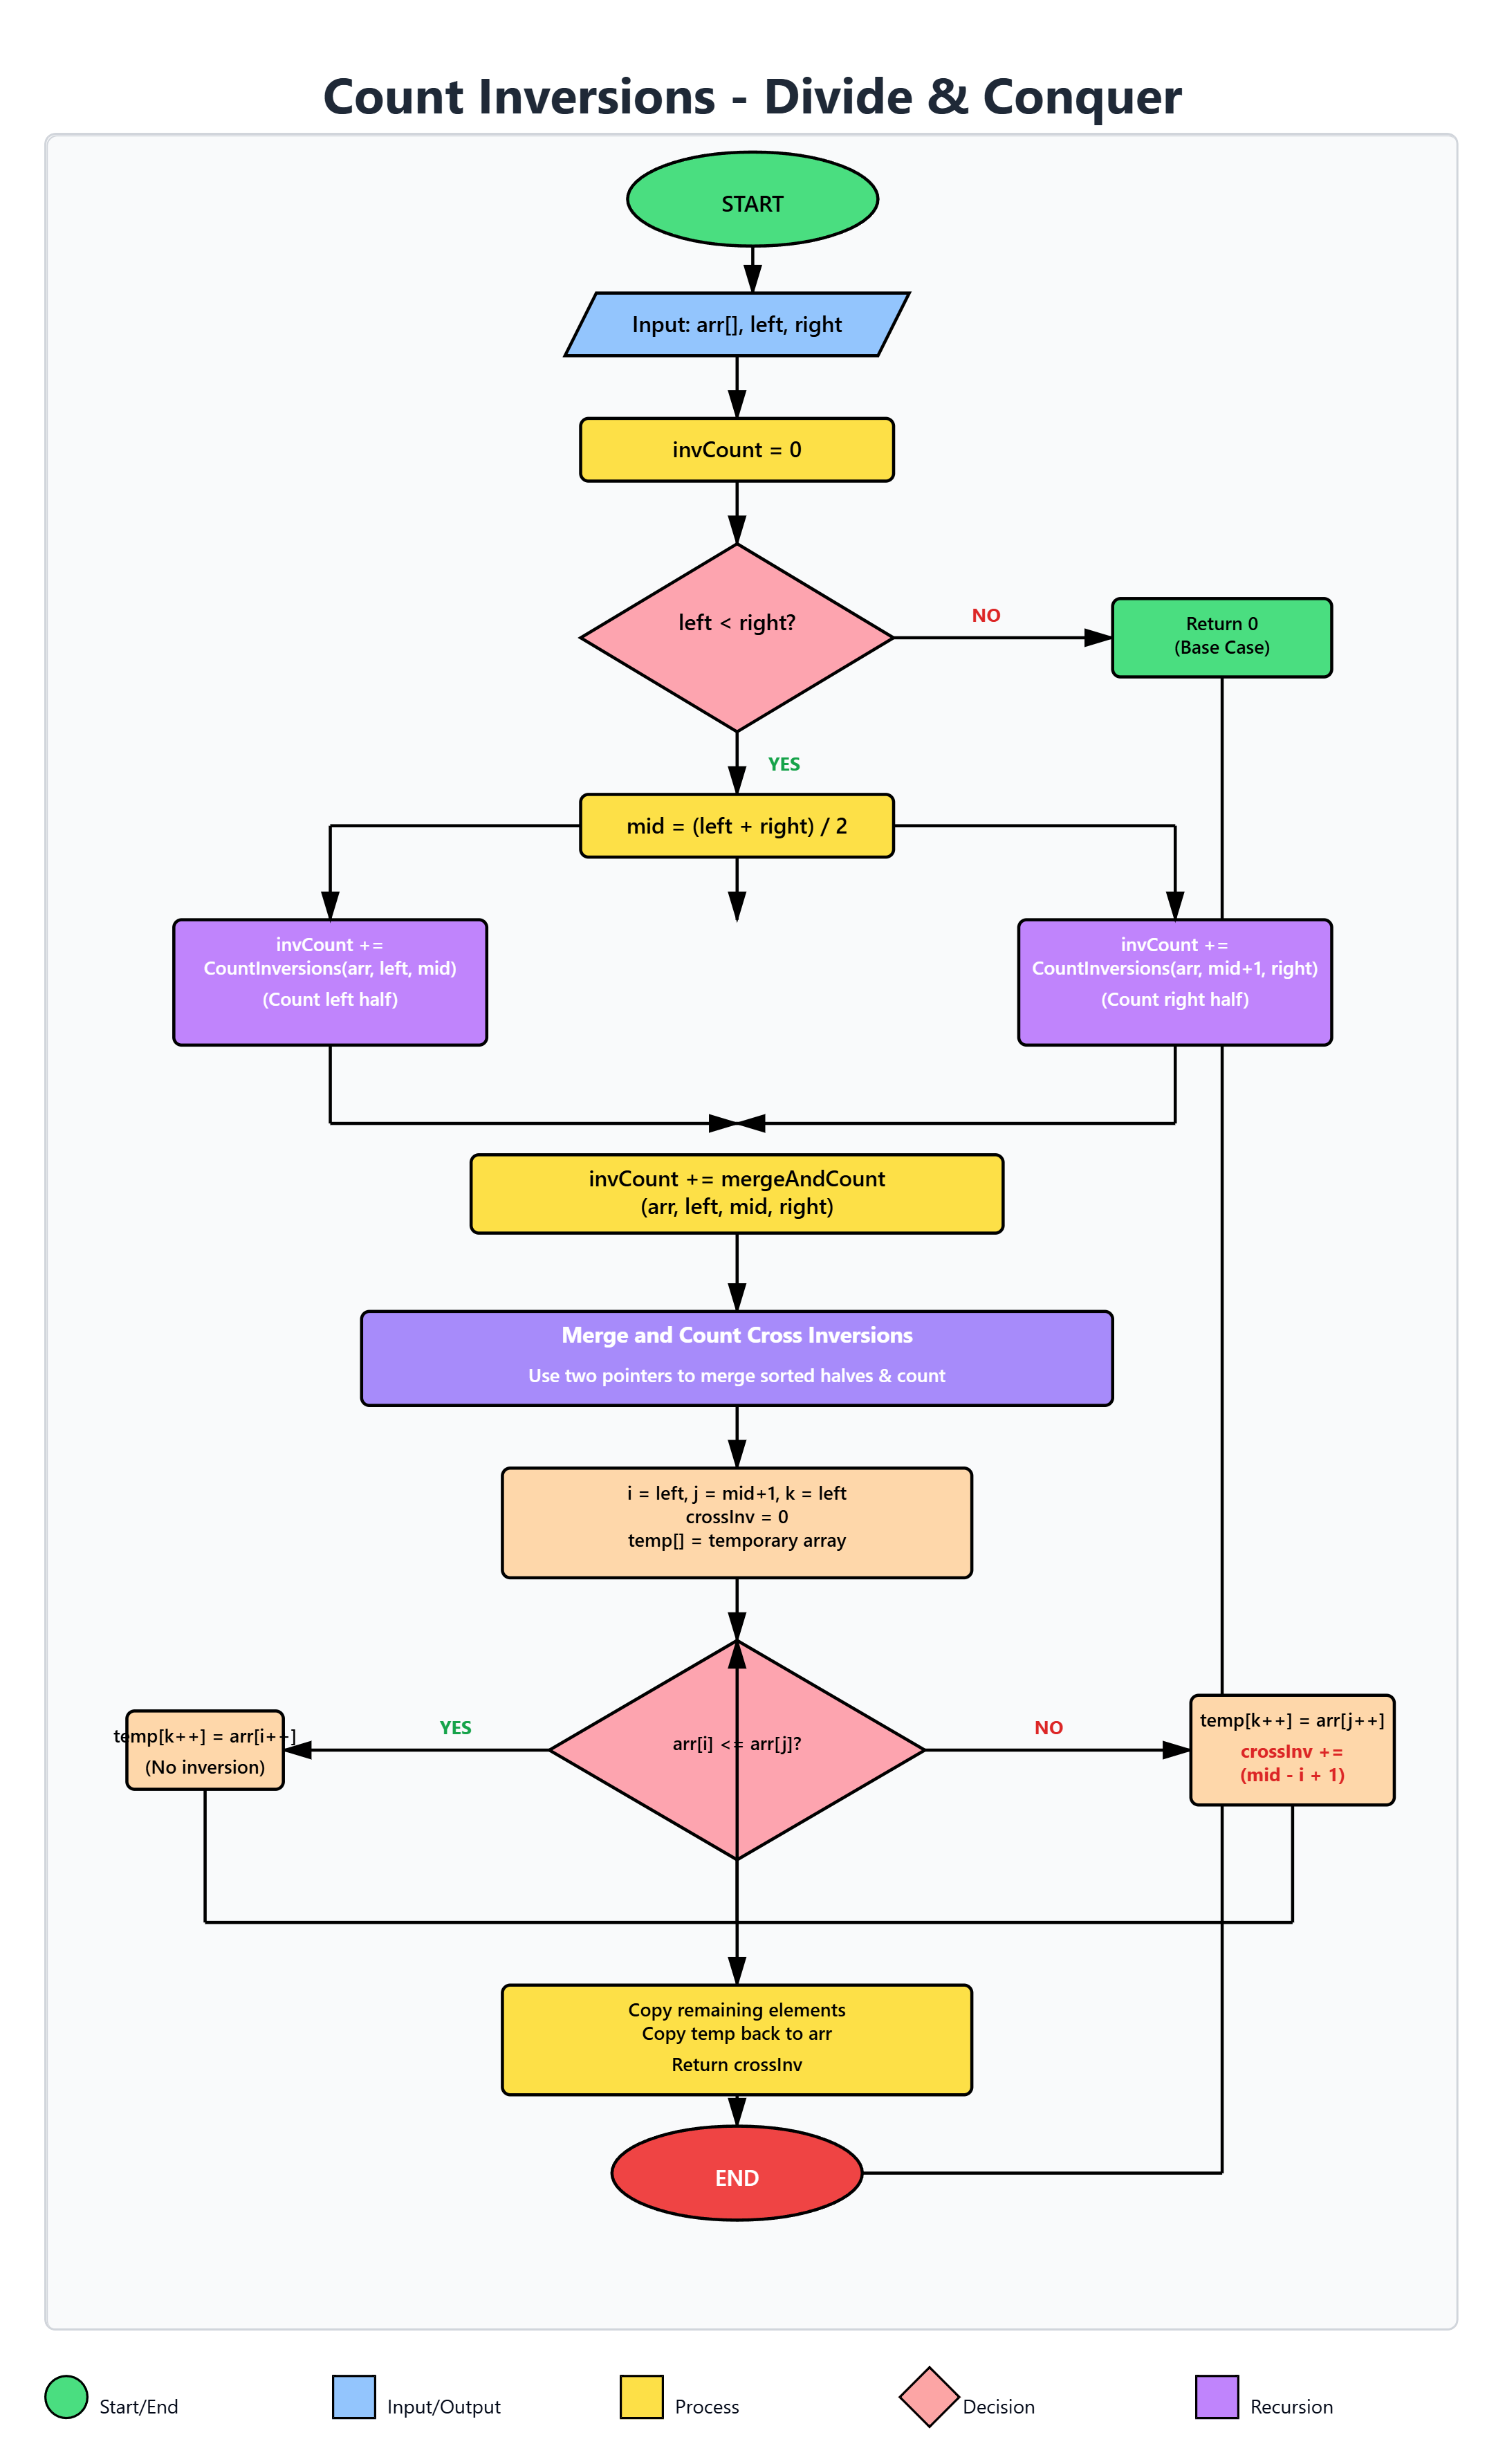 Count Inversions - Divide & Conquer
START
Input: arr[], left, right
invCount = 0
left < right?
NO
Return 0
(Base Case)
YES
mid = (left + right) / 2
invCount +=
CountInversions(arr, left, mid)
(Count left half)
invCount +=
CountInversions(arr, mid+1, right)
(Count right half)
invCount += mergeAndCount
(arr, left, mid, right)
Merge and Count Cross Inversions
Use two pointers to merge sorted halves & count
i = left, j = mid+1, k = left
crossInv = 0
temp[] = temporary array
temp[k++] = arr[i++]
(No inversion)
YES
arr[i] <= arr[j]?
NO
temp[k++] = arr[j++]
crossInv +=
(mid - i + 1)
Copy remaining elements
Copy temp back to arr
Return crossInv
END
Start/End
Input/Output
Process
Decision
Recursion